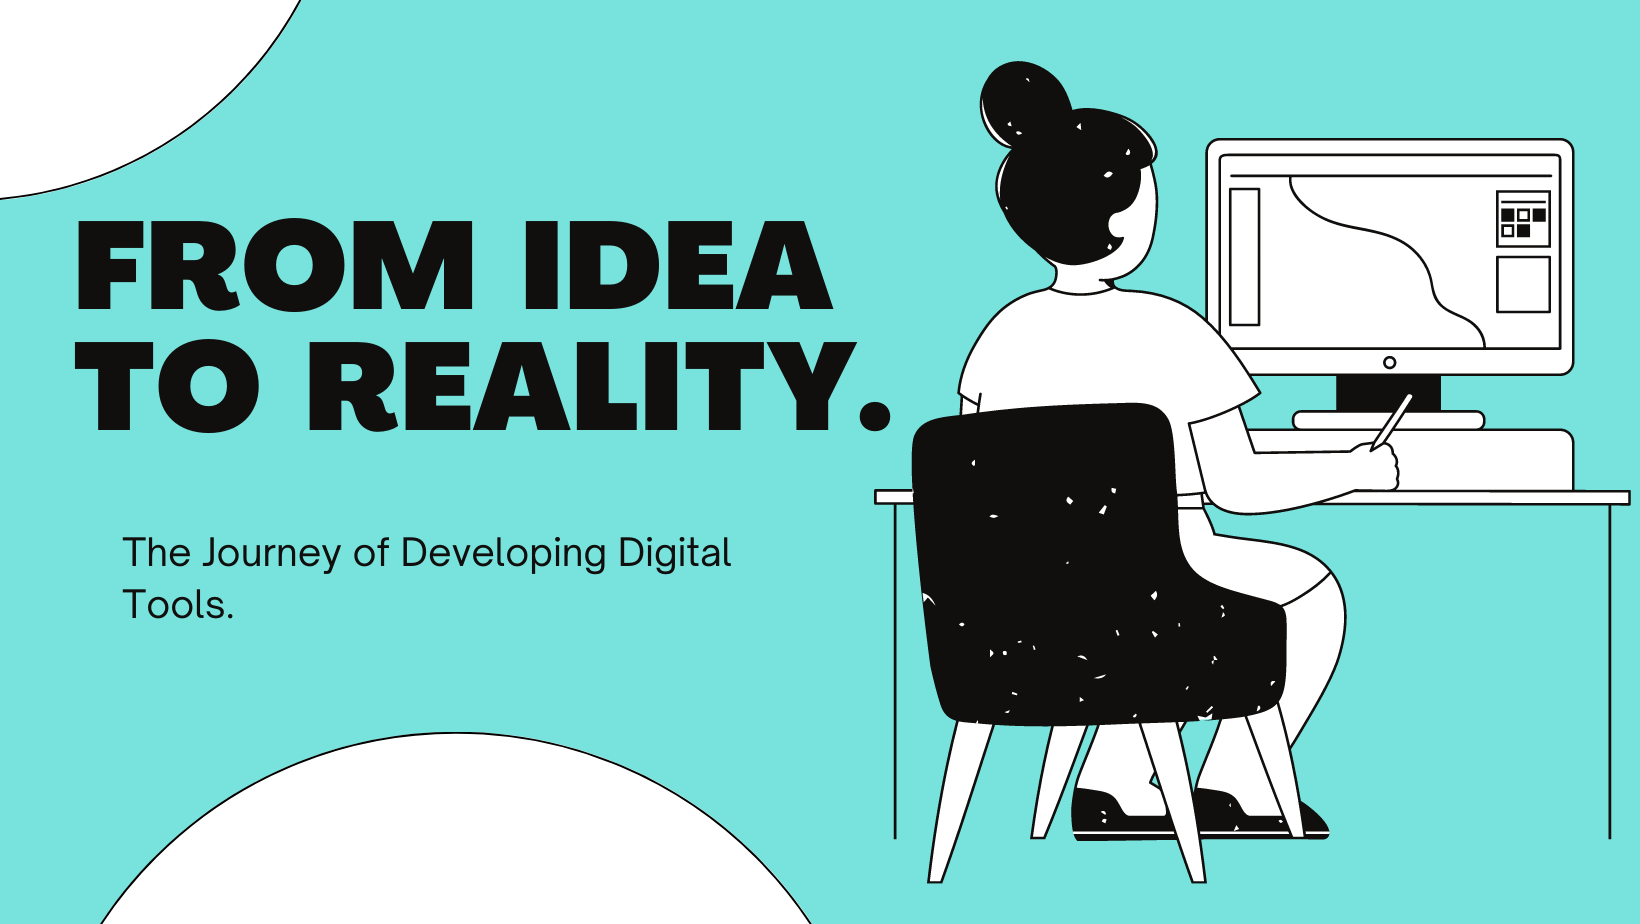 FROM IDEA
TO REALITY.
The Journey of Developing Digital
Tools.